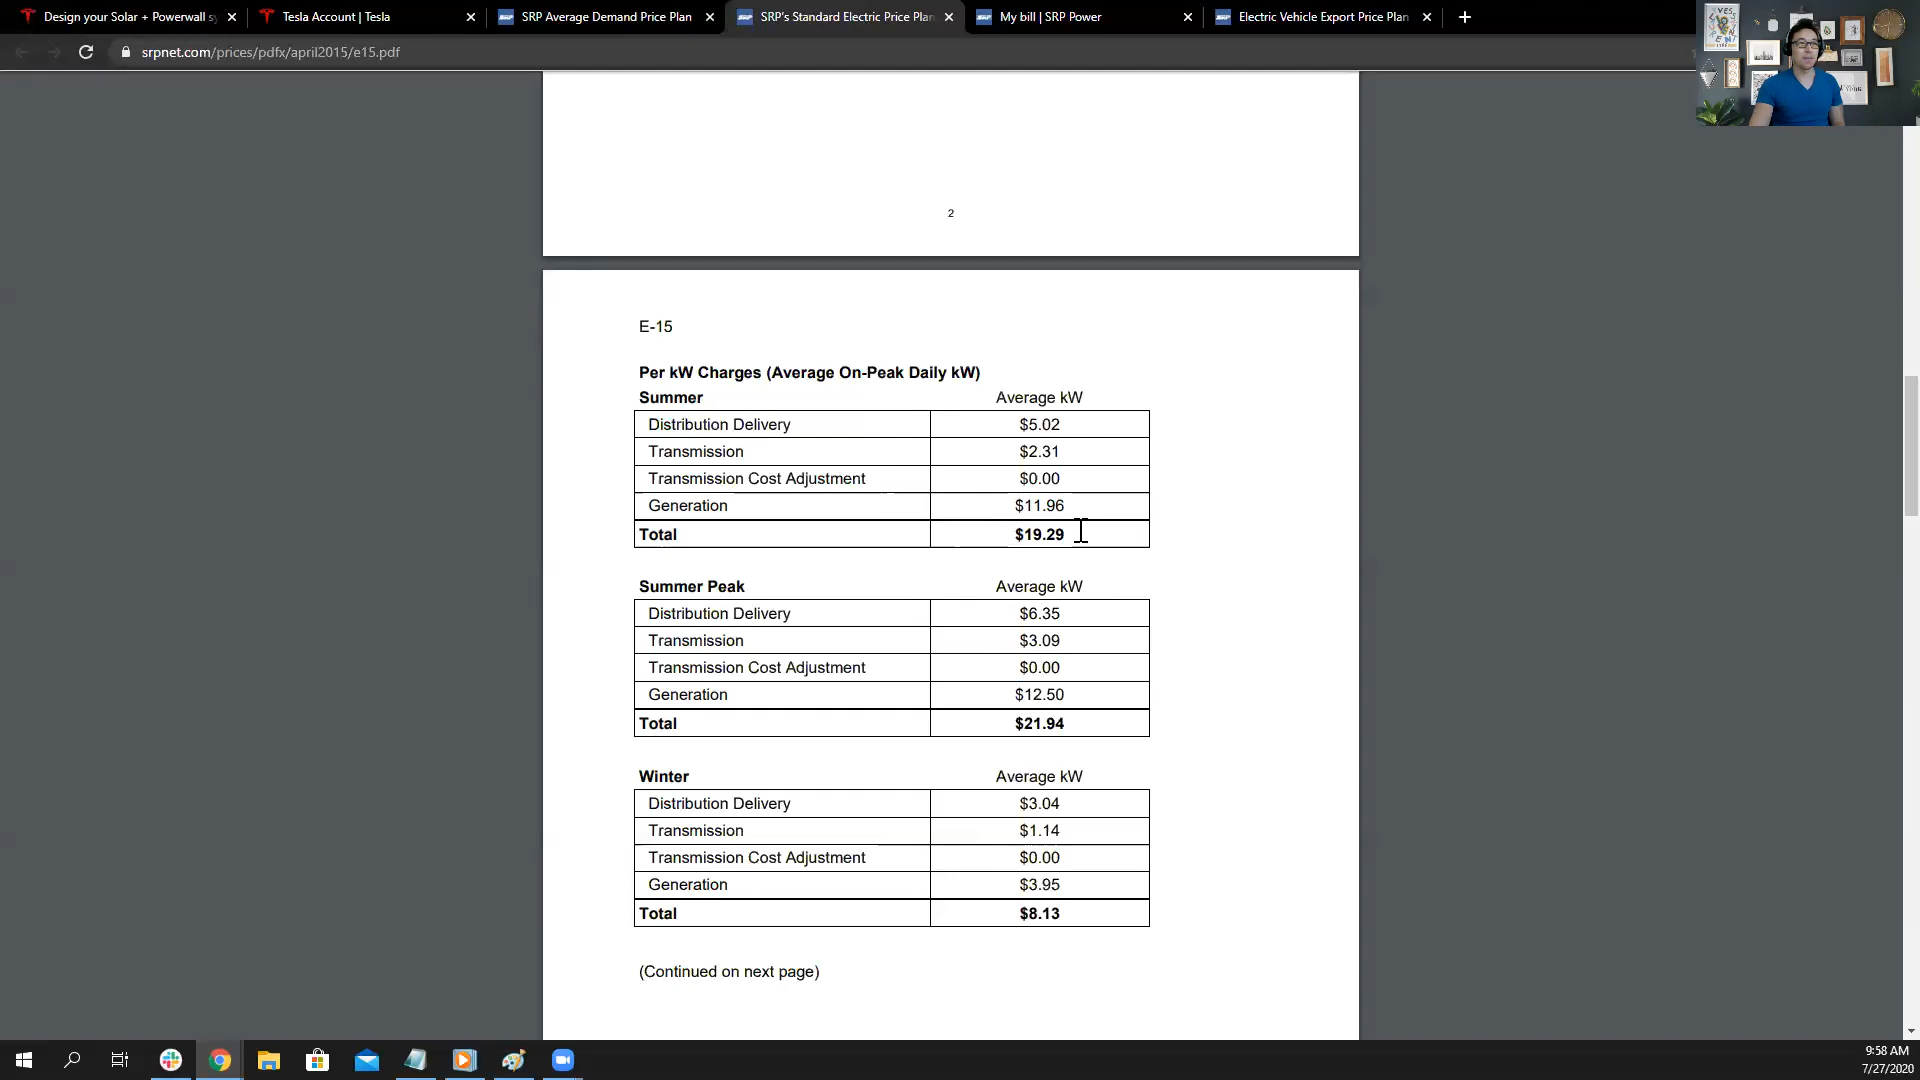 Design your Solar + Powerwall sy
Tesla Account | Tesla
SRP Average Demand Price Plan
SRP's Standard Electric Price Plan
My bill | SRP Power
Electric Vehicle Export Price Plan
srpnet.com/prices/pdfx/april2015/e15.pdf
2
E-15
Per kW Charges (Average On-Peak Daily kW)
Summer Average kW
Distribution Delivery $5.02
Transmission $2.31
Transmission Cost Adjustment $0.00
Generation $11.96
Total $19.29
Summer Peak Average kW
Distribution Delivery $6.35
Transmission $3.09
Transmission Cost Adjustment $0.00
Generation $12.50
Total $21.94
Winter Average kW
Distribution Delivery $3.04
Transmission $1.14
Transmission Cost Adjustment $0.00
Generation $3.95
Total $8.13
(Continued on next page)
9:58 AM
7/27/2020